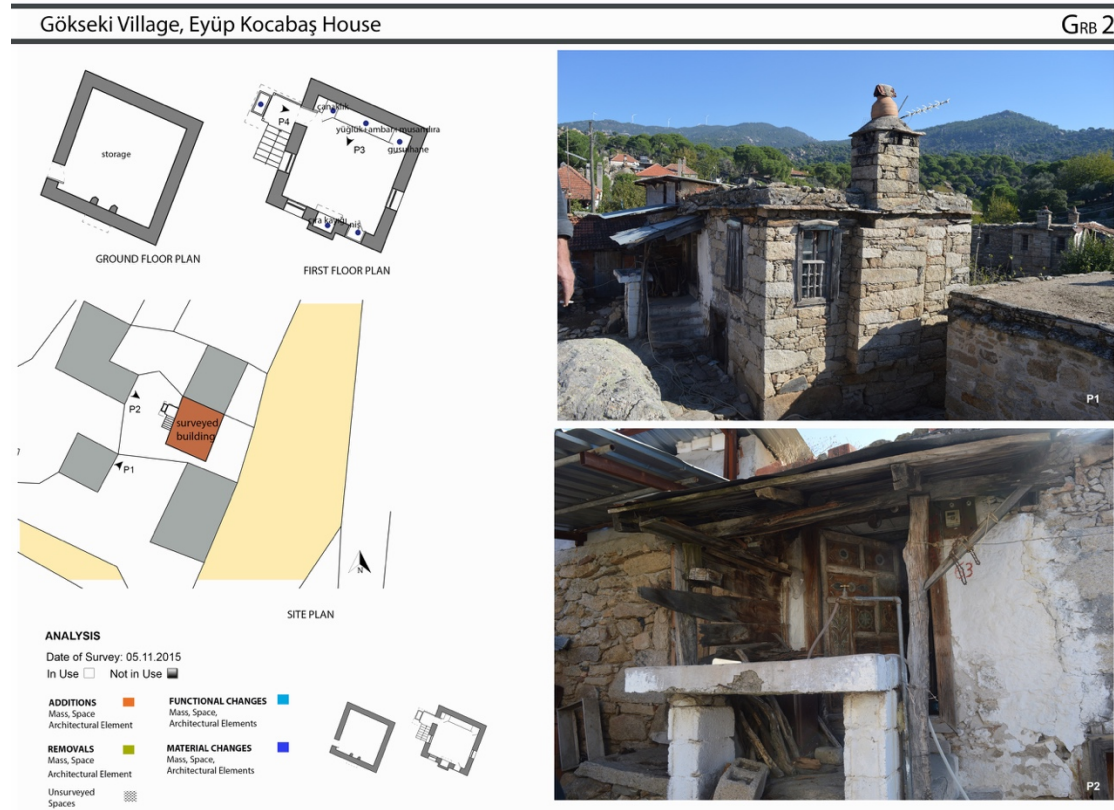 Gökseki Village, Eyüp Kocabaş House
GRB 2
storage
GROUND FLOOR PLAN
P4
çanaklık
yüğlük+ambar+musandıra
P3
gusulhane
çıra kayığı
niş
FIRST FLOOR PLAN
P2
surveyed
building
P1
N
SITE PLAN
ANALYSIS
Date of Survey: 05.11.2015
In Use
Not in Use
ADDITIONS
Mass, Space
Architectural Element
FUNCTIONAL CHANGES
Mass, Space,
Architectural Elements
REMOVALS
Mass, Space
Architectural Element
MATERIAL CHANGES
Mass, Space,
Architectural Elements
Unsurveyed
Spaces
P1
P2